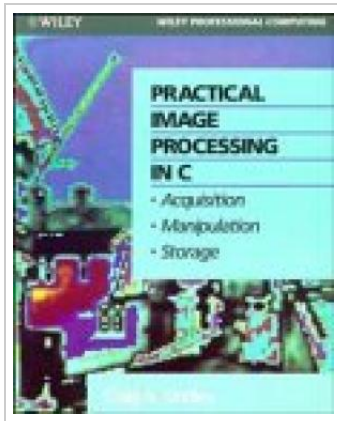 WILEY
WILEY PROFESSIONAL COMPUTING
PRACTICAL
IMAGE
PROCESSING
IN C
• Acquisition
• Manipulation
• Storage